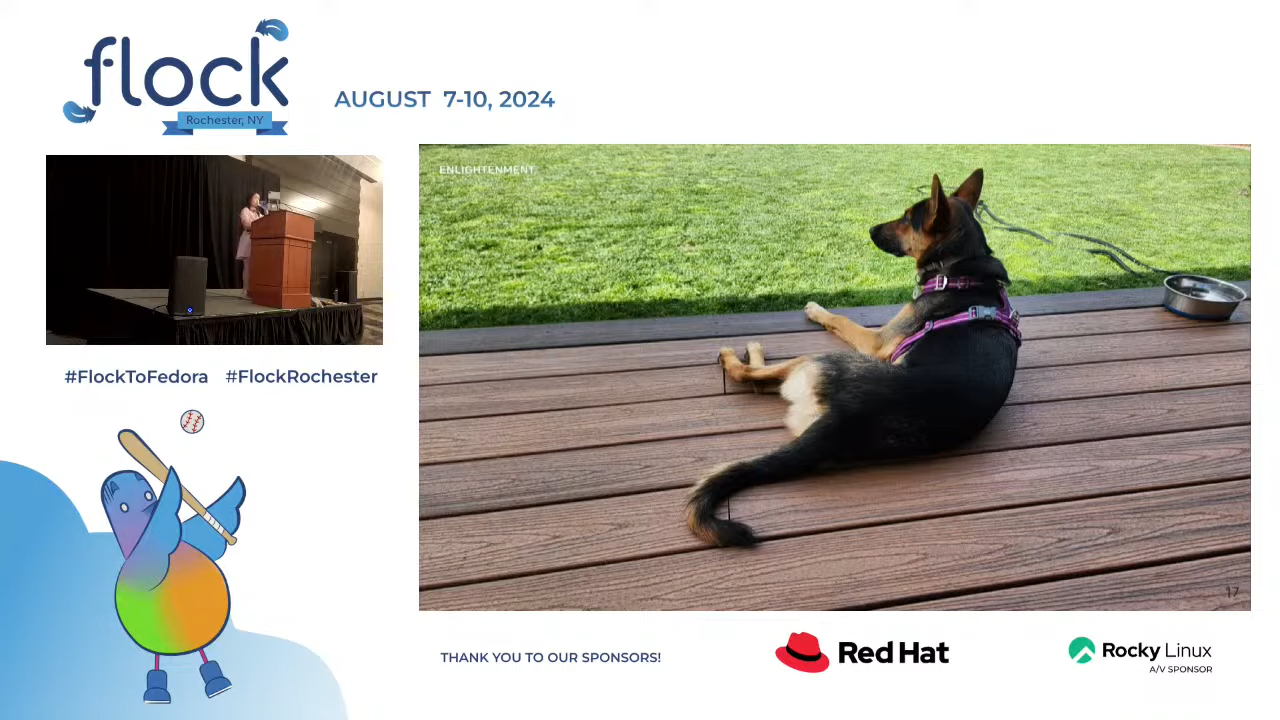 flock
Rochester, NY
AUGUST 7-10, 2024
ENLIGHTENMENT
#FlockToFedora #FlockRochester
17
THANK YOU TO OUR SPONSORS!
Red Hat
Rocky Linux
A/V SPONSOR